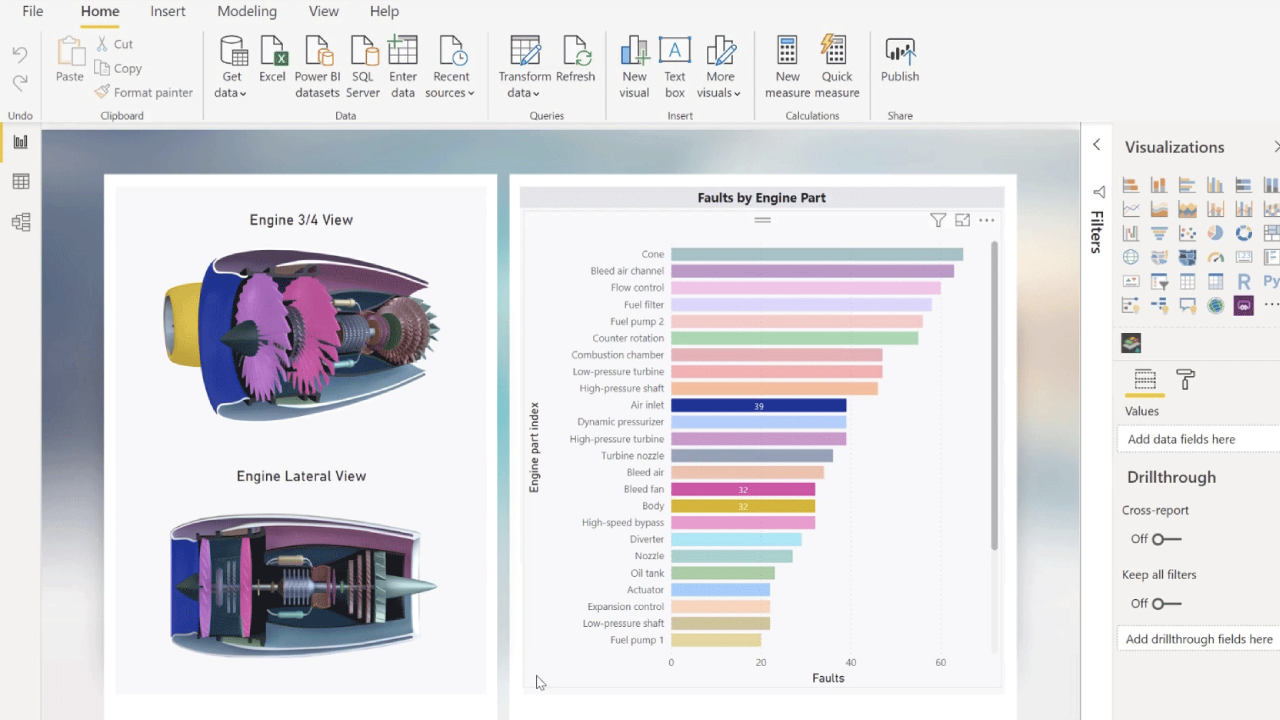 File Home Insert Modeling View Help
Paste
Cut
Copy
Format painter
Get data
Excel
Power BI datasets
SQL Server
Enter data
Recent sources
Transform data
Refresh
New visual
Text box
A
More visuals
New measure
Quick measure
Publish
Undo Clipboard Data Queries Insert Calculations Share
Engine 3/4 View
Engine Lateral View
Faults by Engine Part
Engine part index
Cone
Bleed air channel
Flow control
Fuel filter
Fuel pump 2
Counter rotation
Combustion chamber
Low-pressure turbine
High-pressure shaft
Air inlet 39
Dynamic pressurizer
High-pressure turbine
Turbine nozzle
Bleed air
Bleed fan 32
Body 32
High-speed bypass
Diverter
Nozzle
Oil tank
Actuator
Expansion control
Low-pressure shaft
Fuel pump 1
0 20 40 60
Faults
Filters
Visualizations
R Py
Values
Add data fields here
Drillthrough
Cross-report
Off
Keep all filters
Off
Add drillthrough fields here